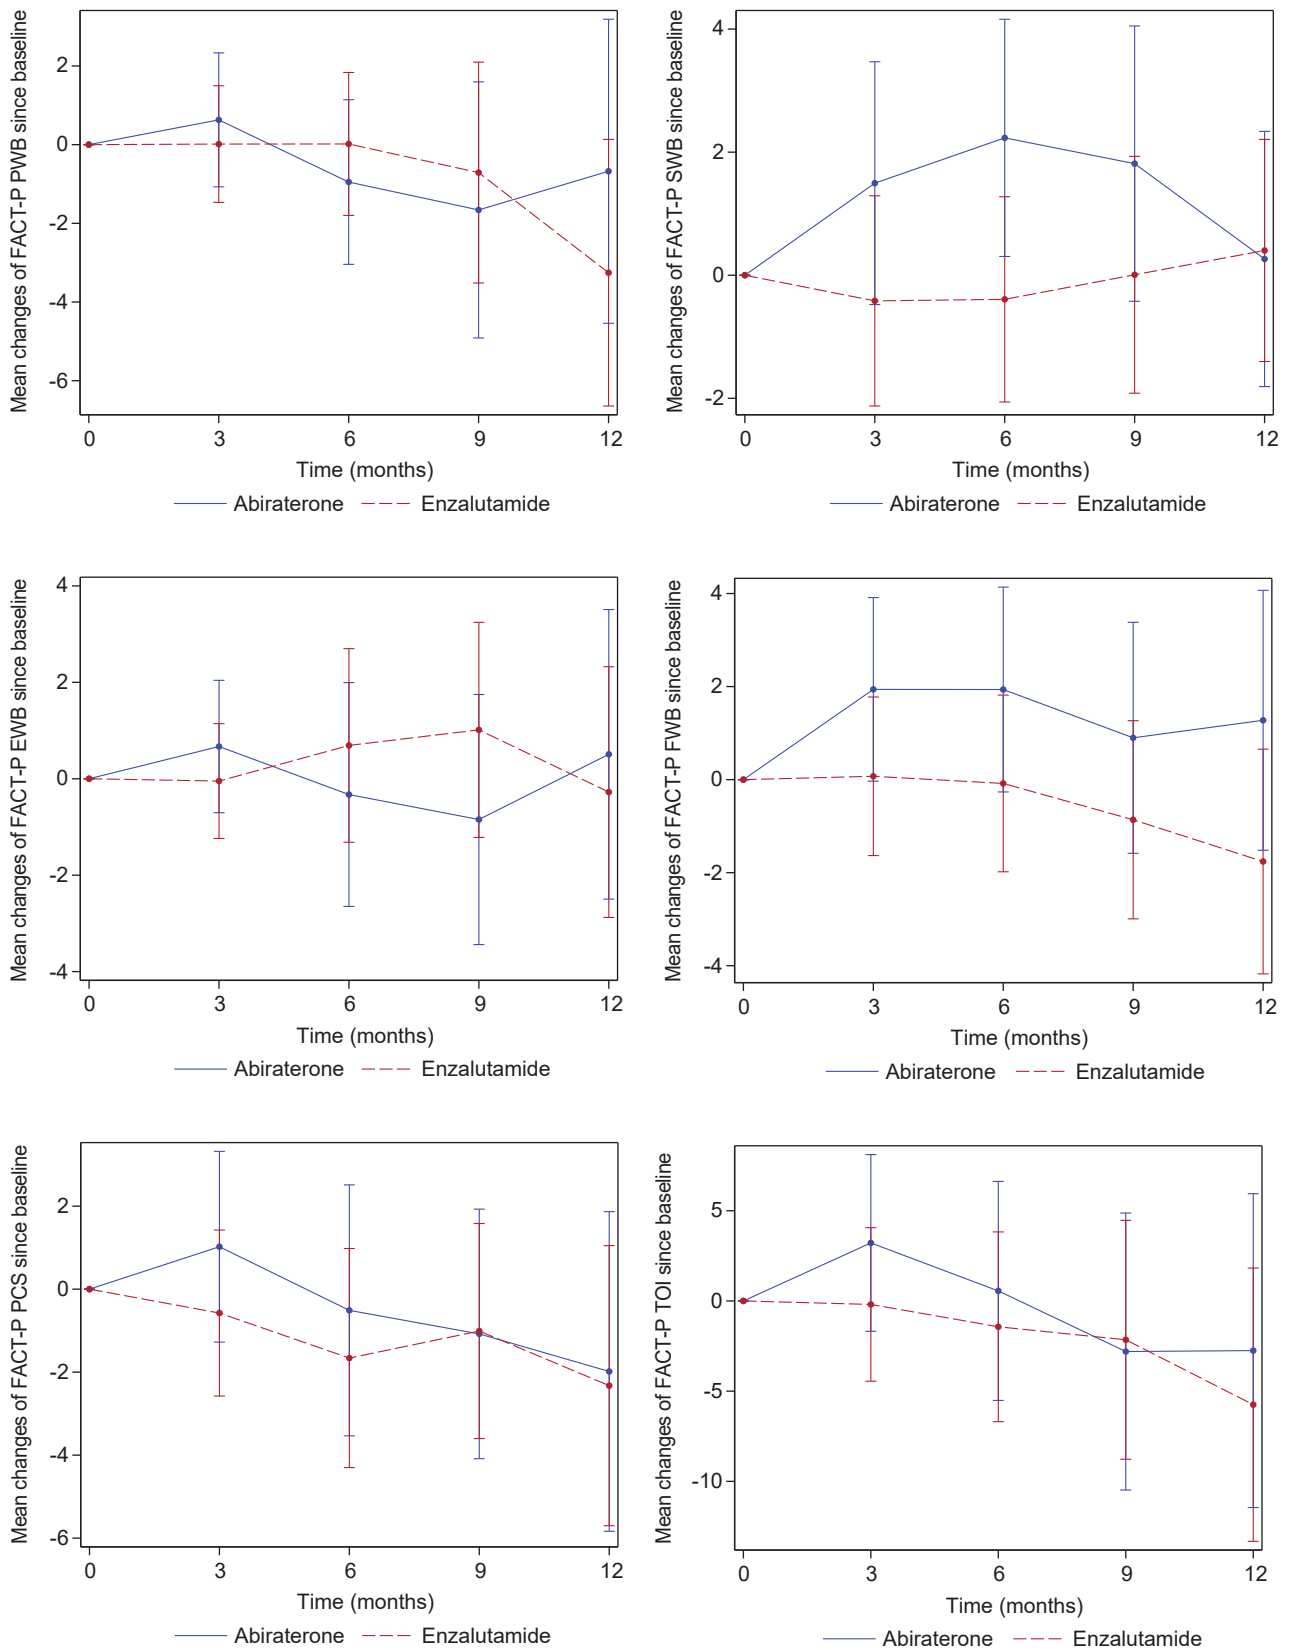 Mean changes of FACT-P PWB since baseline
2
0
-2
-4
-6
0 3 6 9 12
Time (months)
Abiraterone Enzalutamide
Mean changes of FACT-P SWB since baseline
4
2
0
-2
0 3 6 9 12
Time (months)
Abiraterone Enzalutamide
Mean changes of FACT-P EWB since baseline
4
2
0
-2
-4
0 3 6 9 12
Time (months)
Abiraterone Enzalutamide
Mean changes of FACT-P FWB since baseline
4
2
0
-2
-4
0 3 6 9 12
Time (months)
Abiraterone Enzalutamide
Mean changes of FACT-P PCS since baseline
2
0
-2
-4
-6
0 3 6 9 12
Time (months)
Abiraterone Enzalutamide
Mean changes of FACT-P TOI since baseline
5
0
-5
-10
0 3 6 9 12
Time (months)
Abiraterone Enzalutamide